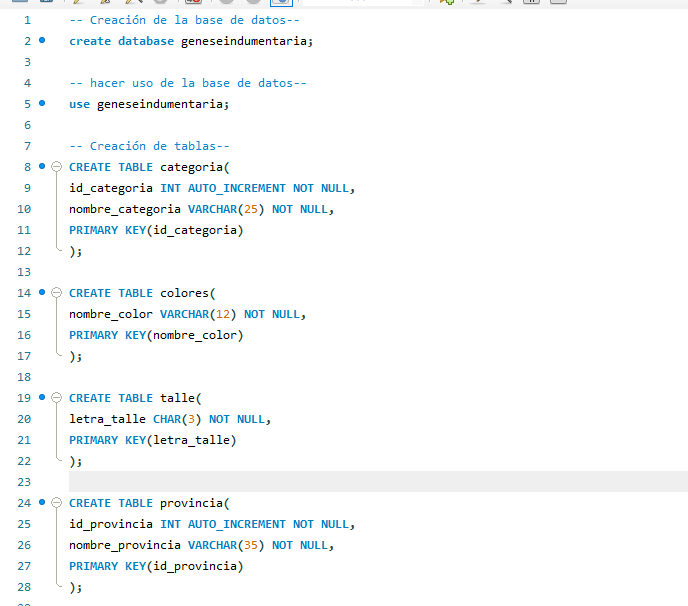 1 -- Creación de la base de datos--
2 create database geneseindumentaria;
3
4 -- hacer uso de la base de datos--
5 use geneseindumentaria;
6
7 -- Creación de tablas--
8 CREATE TABLE categoria(
9 id_categoria INT AUTO_INCREMENT NOT NULL,
10 nombre_categoria VARCHAR(25) NOT NULL,
11 PRIMARY KEY(id_categoria)
12 );
13
14 CREATE TABLE colores(
15 nombre_color VARCHAR(12) NOT NULL,
16 PRIMARY KEY(nombre_color)
17 );
18
19 CREATE TABLE talle(
20 letra_talle CHAR(3) NOT NULL,
21 PRIMARY KEY(letra_talle)
22 );
23
24 CREATE TABLE provincia(
25 id_provincia INT AUTO_INCREMENT NOT NULL,
26 nombre_provincia VARCHAR(35) NOT NULL,
27 PRIMARY KEY(id_provincia)
28 );